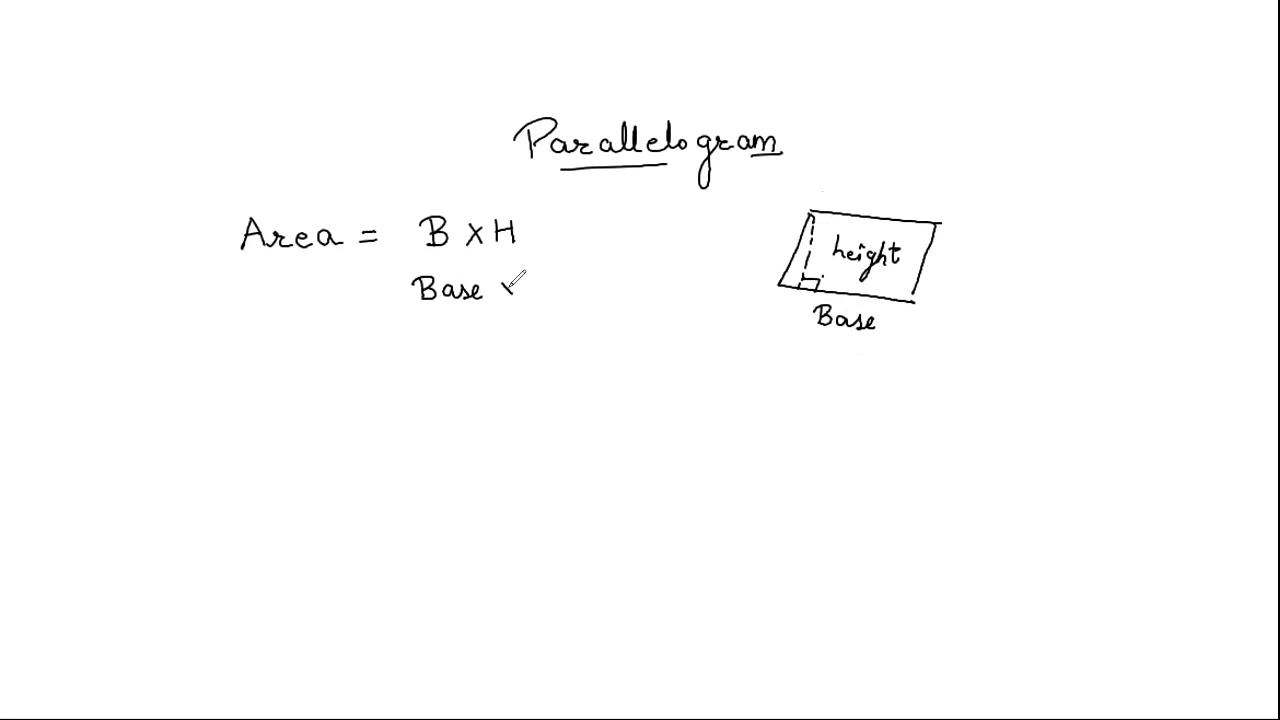 Parallelogram
Area = B × H
height
Base ×
Base